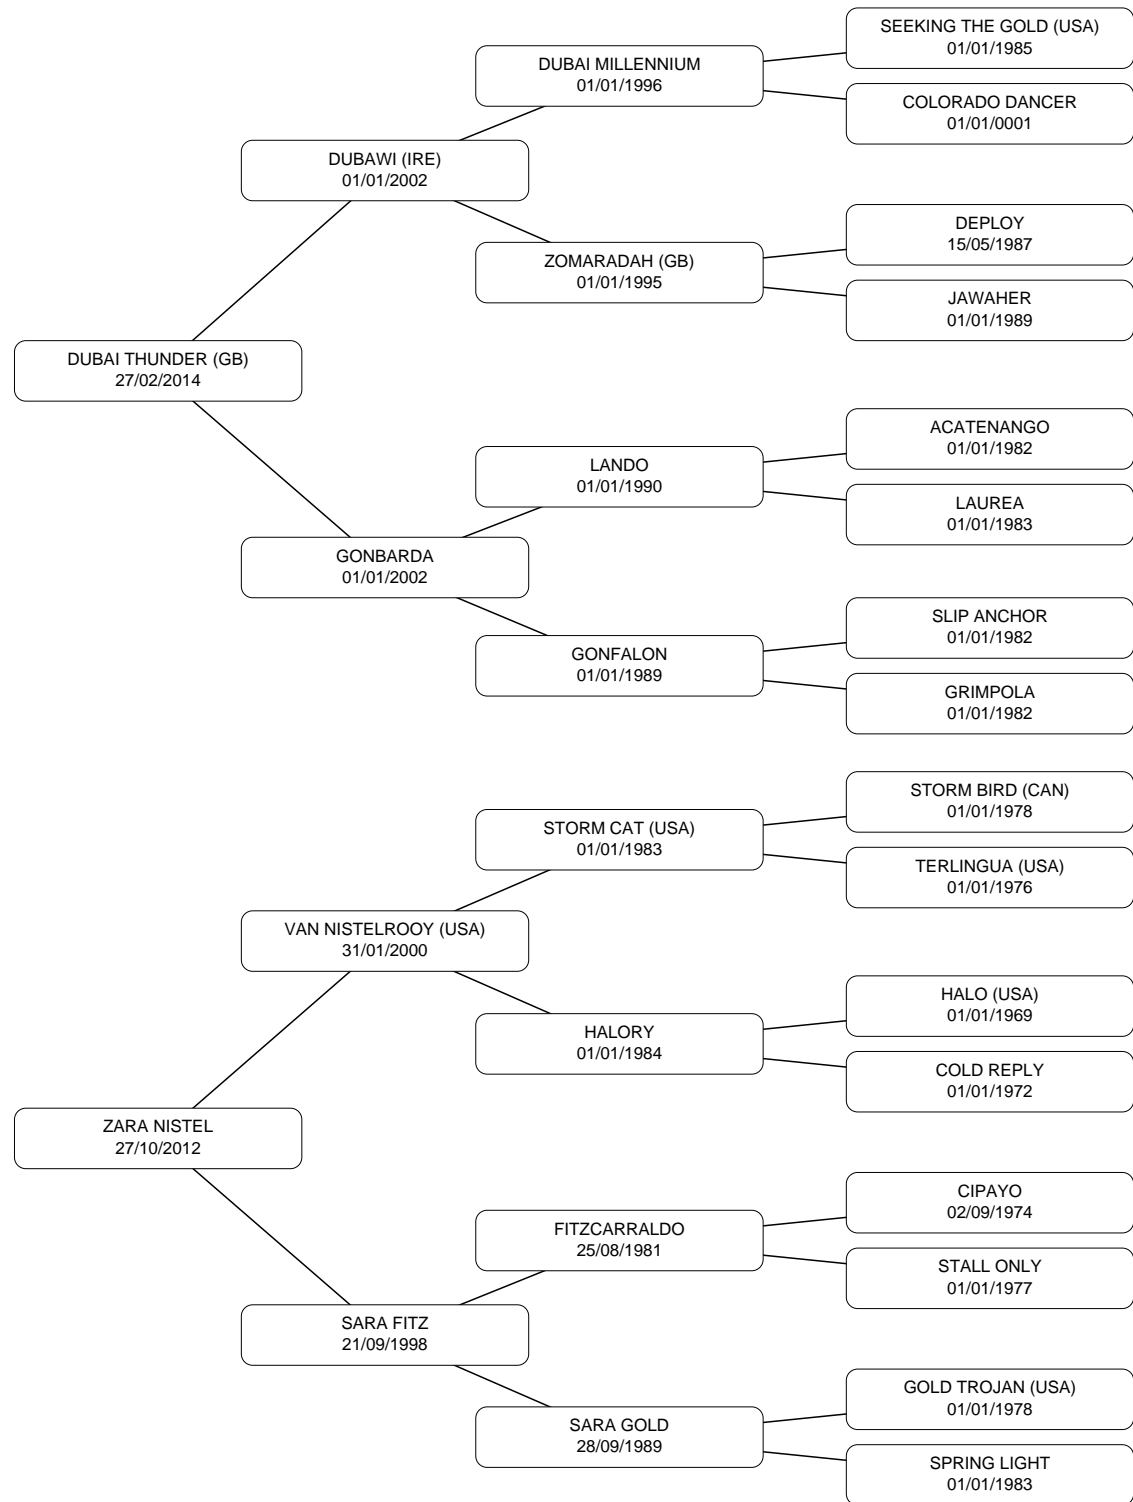 SEEKING THE GOLD (USA)
01/01/1985
DUBAI MILLENNIUM
01/01/1996
COLORADO DANCER
01/01/0001
DUBAWI (IRE)
01/01/2002
DEPLOY
15/05/1987
ZOMARADAH (GB)
01/01/1995
JAWAHER
01/01/1989
DUBAI THUNDER (GB)
27/02/2014
ACATENANGO
01/01/1982
LANDO
01/01/1990
LAUREA
01/01/1983
GONBARDA
01/01/2002
SLIP ANCHOR
01/01/1982
GONFALON
01/01/1989
GRIMPOLA
01/01/1982
STORM BIRD (CAN)
01/01/1978
STORM CAT (USA)
01/01/1983
TERLINGUA (USA)
01/01/1976
VAN NISTELROOY (USA)
31/01/2000
HALO (USA)
01/01/1969
HALORY
01/01/1984
COLD REPLY
01/01/1972
ZARA NISTEL
27/10/2012
CIPAYO
02/09/1974
FITZCARRALDO
25/08/1981
STALL ONLY
01/01/1977
SARA FITZ
21/09/1998
GOLD TROJAN (USA)
01/01/1978
SARA GOLD
28/09/1989
SPRING LIGHT
01/01/1983